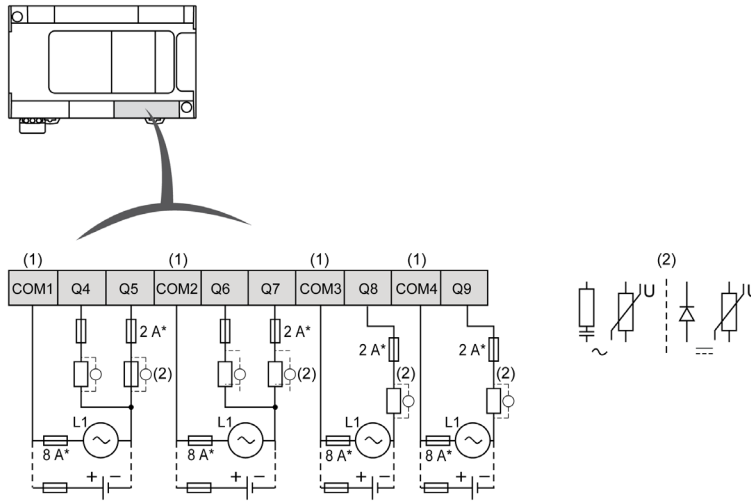 (1) (1) (1) (1) (2)
COM1 Q4 Q5 COM2 Q6 Q7 COM3 Q8 COM4 Q9
U U
2 A* 2 A*
2 A* 2 A*
(2) (2) (2) (2)
L1 L1 L1 L1
8 A* 8 A* 8 A* 8 A*
+ − + − + − + −